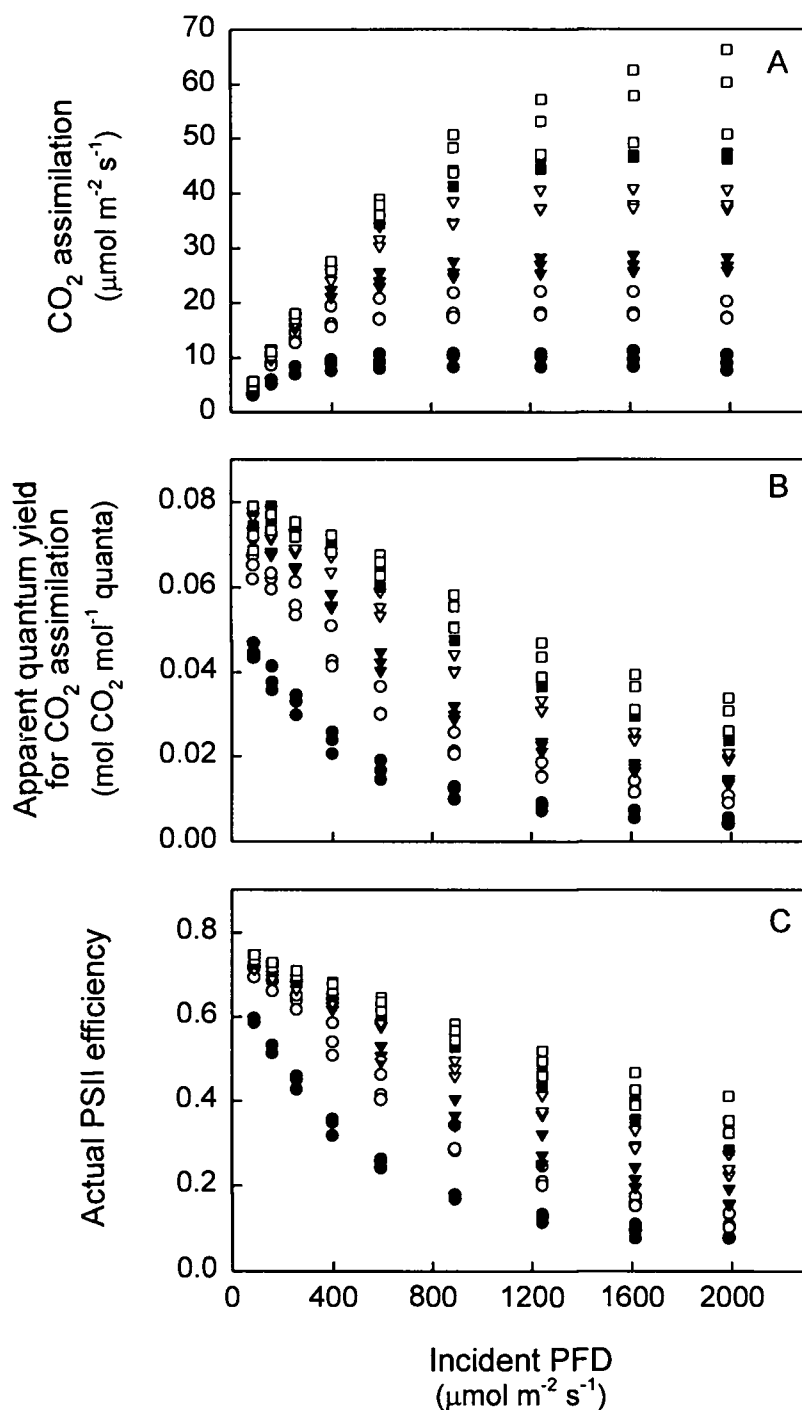 A
CO₂ assimilation
(µmol m⁻² s⁻¹)
70
60
50
40
30
20
10
0
B
Apparent quantum yield
for CO₂ assimilation
(mol CO₂ mol⁻¹ quanta)
0.08
0.06
0.04
0.02
0.00
C
Actual PSII efficiency
0.8
0.6
0.4
0.2
0.0
0 400 800 1200 1600 2000
Incident PFD
(µmol m⁻² s⁻¹)